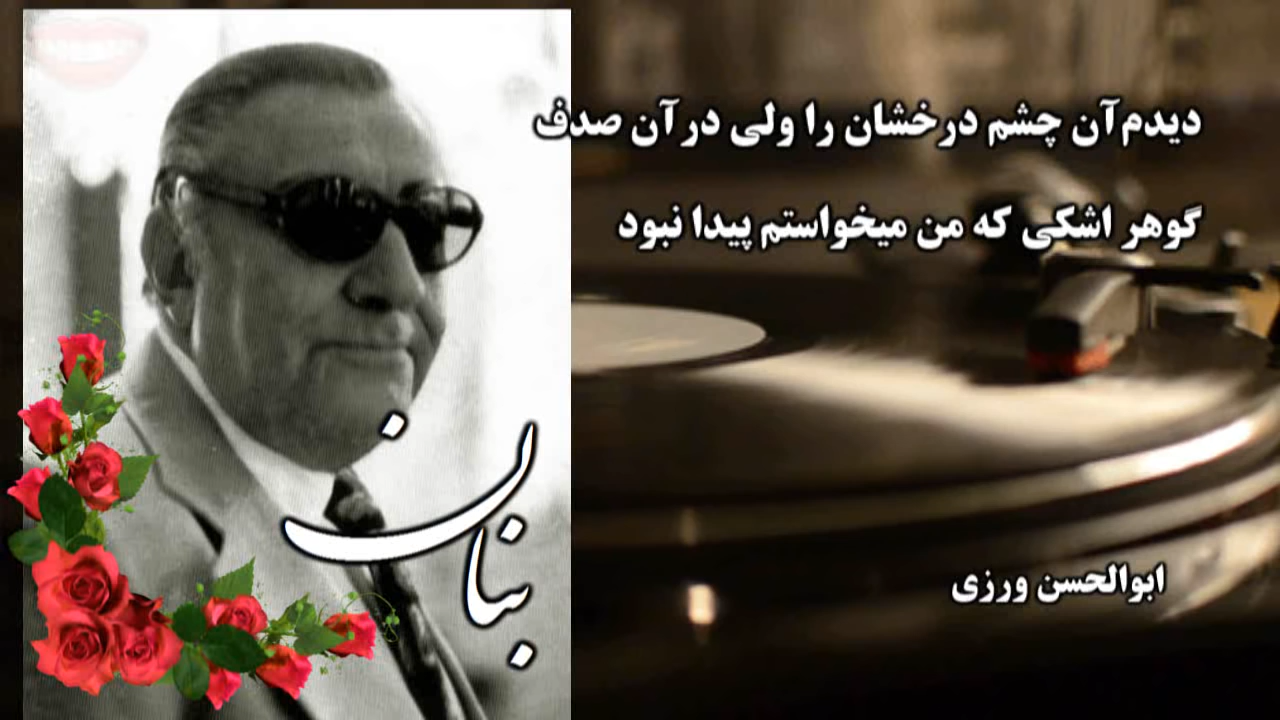 دیدم آن چشم درخشان را ولی در آن صدف
گوهر اشکی که من میخواستم پیدا نبود
بنان
ابوالحسن ورزی